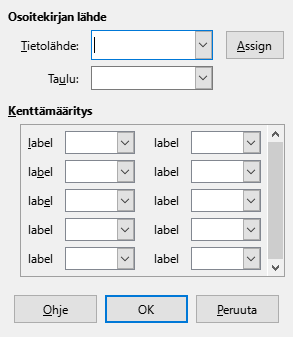 Osoitekirjan lähde
Tietolähde: Assign
Taulu:
Kenttämääritys
label label
label label
label label
label label
label label
Ohje OK Peruuta